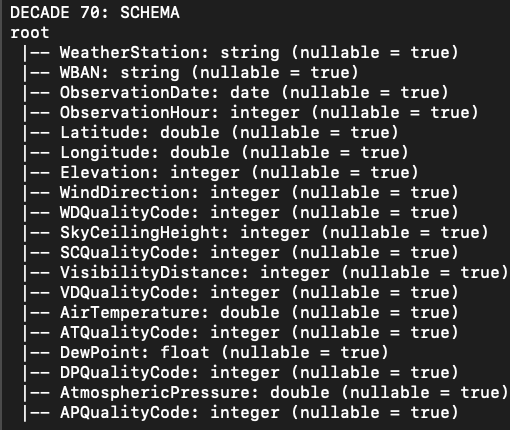 DECADE 70: SCHEMA
root
 |-- WeatherStation: string (nullable = true)
 |-- WBAN: string (nullable = true)
 |-- ObservationDate: date (nullable = true)
 |-- ObservationHour: integer (nullable = true)
 |-- Latitude: double (nullable = true)
 |-- Longitude: double (nullable = true)
 |-- Elevation: integer (nullable = true)
 |-- WindDirection: integer (nullable = true)
 |-- WDQualityCode: integer (nullable = true)
 |-- SkyCeilingHeight: integer (nullable = true)
 |-- SCQualityCode: integer (nullable = true)
 |-- VisibilityDistance: integer (nullable = true)
 |-- VDQualityCode: integer (nullable = true)
 |-- AirTemperature: double (nullable = true)
 |-- ATQualityCode: integer (nullable = true)
 |-- DewPoint: float (nullable = true)
 |-- DPQualityCode: integer (nullable = true)
 |-- AtmosphericPressure: double (nullable = true)
 |-- APQualityCode: integer (nullable = true)